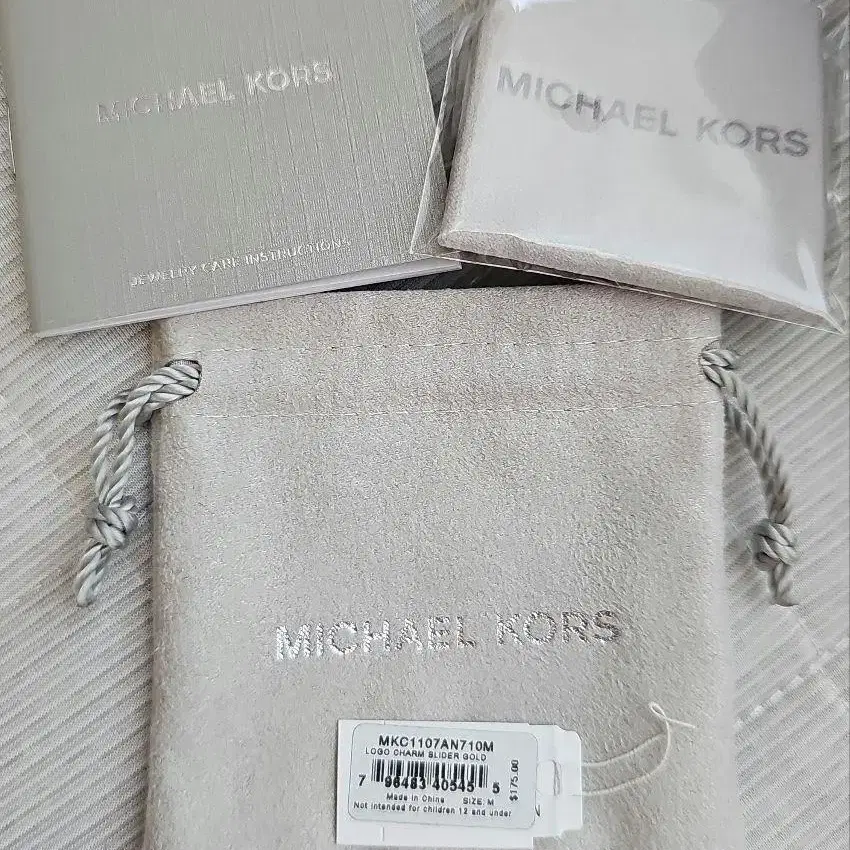 MICHAEL KORS
JEWELRY CARE INSTRUCTIONS
MICHAEL KORS
MICHAEL KORS
MKC1107AN710M
LOGO CHARM SLIDER GOLD
7 96483 40545 5
Made in China SIZE: M
Not intended for children 12 and under
$175.00